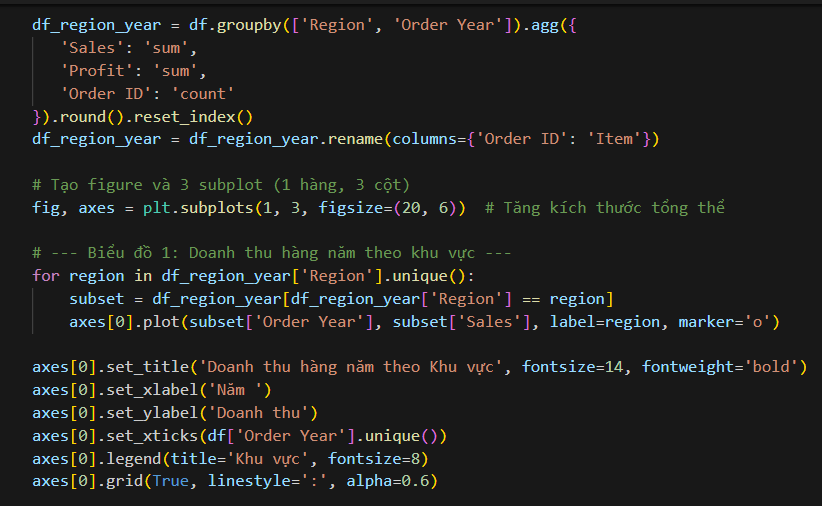 df_region_year = df.groupby(['Region', 'Order Year']).agg({
    'Sales': 'sum',
    'Profit': 'sum',
    'Order ID': 'count'
}).round().reset_index()
df_region_year = df_region_year.rename(columns={'Order ID': 'Item'})

# Tạo figure và 3 subplot (1 hàng, 3 cột)
fig, axes = plt.subplots(1, 3, figsize=(20, 6))  # Tăng kích thước tổng thể

# --- Biểu đồ 1: Doanh thu hàng năm theo khu vực ---
for region in df_region_year['Region'].unique():
    subset = df_region_year[df_region_year['Region'] == region]
    axes[0].plot(subset['Order Year'], subset['Sales'], label=region, marker='o')

axes[0].set_title('Doanh thu hàng năm theo Khu vực', fontsize=14, fontweight='bold')
axes[0].set_xlabel('Năm ')
axes[0].set_ylabel('Doanh thu')
axes[0].set_xticks(df['Order Year'].unique())
axes[0].legend(title='Khu vực', fontsize=8)
axes[0].grid(True, linestyle=':', alpha=0.6)